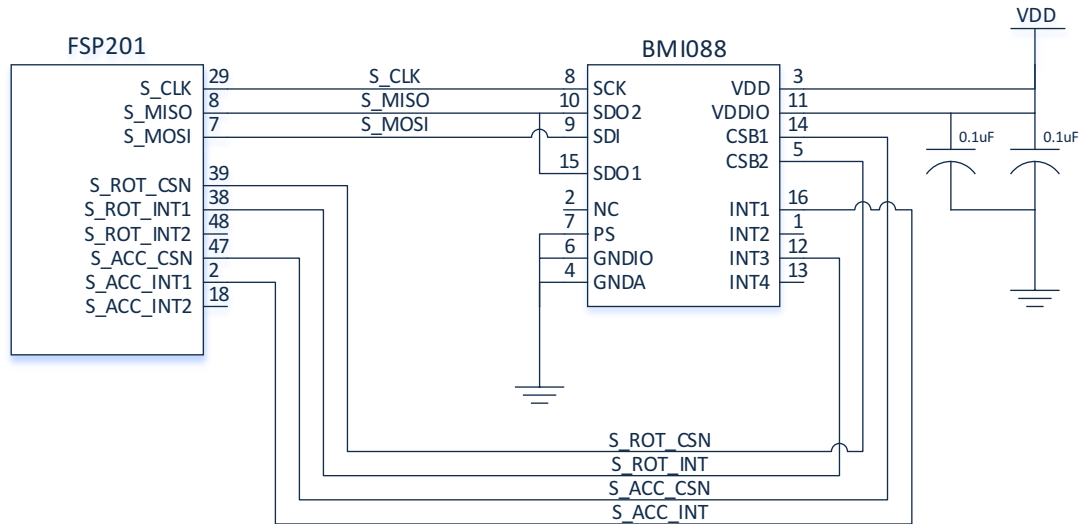 VDD
FSP201
BMI088
S_CLK 29
S_MISO 8
S_MOSI 7
S_ROT_CSN 39
S_ROT_INT1 38
S_ROT_INT2 48
S_ACC_CSN 47
S_ACC_INT1 2
S_ACC_INT2 18
S_CLK
S_MISO
S_MOSI
8 SCK
10 SDO2
9 SDI
15 SDO1
2 NC
7 PS
6 GNDIO
4 GNDA
VDD 3
VDDIO 11
CSB1 14
CSB2 5
INT1 16
INT2 1
INT3 12
INT4 13
0.1uF
0.1uF
S_ROT_CSN
S_ROT_INT
S_ACC_CSN
S_ACC_INT